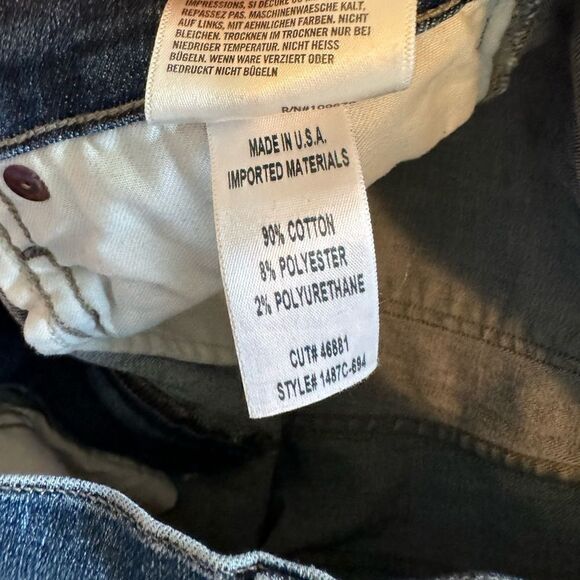 IMPRESSIONS, SI DÉCORÉ OU
REPASSEZ PAS. MASCHINENWAESCHE KALT,
AUF LINKS, MIT AEHNLICHEN FARBEN. NICHT
BLEICHEN. TROCKNEN IM TROCKNER BEI
NIEDRIGER TEMPERATUR. NICHT HEISS
BÜGELN. WENN WARE VERZIERT ODER
BEDRUCKT NICHT BÜGELN
MADE IN U.S.A.
IMPORTED MATERIALS
90% COTTON
8% POLYESTER
2% POLYURETHANE
CUT# 46881
STYLE# 1487C-694